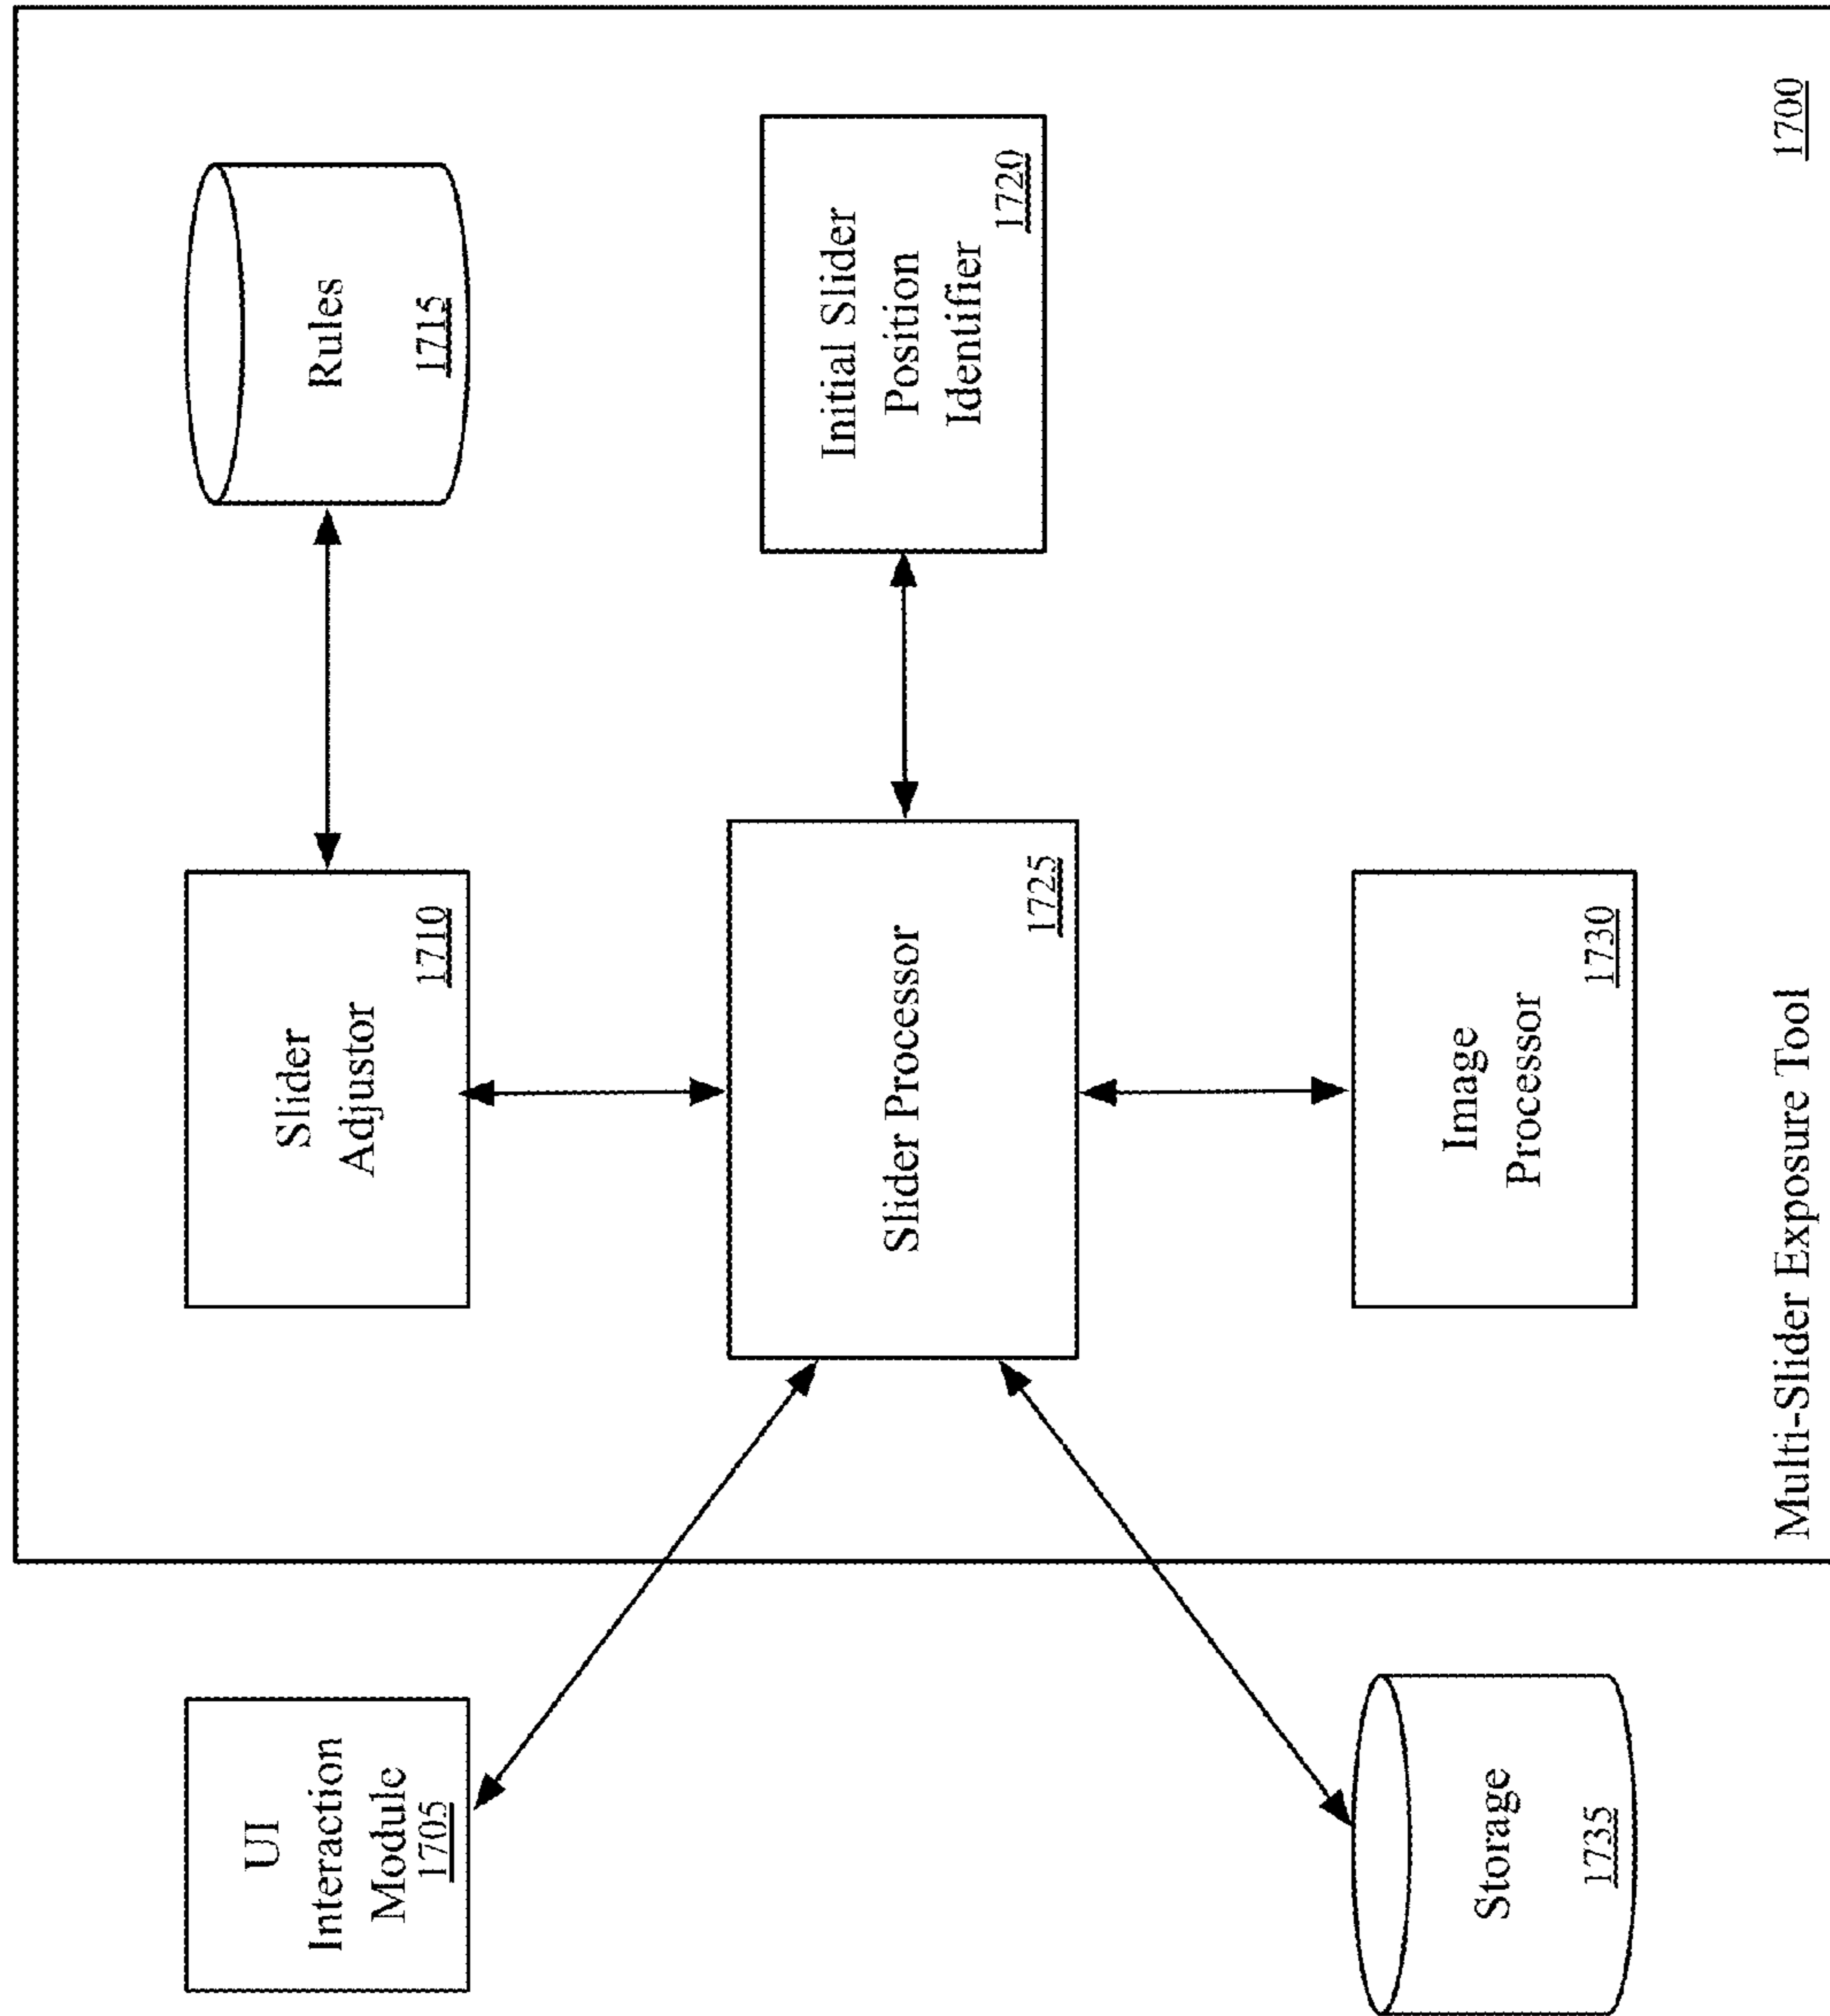 UI
Interaction
Module
1705
Slider
Adjustor
1710
Rules
1715
Slider Processor
1725
Initial Slider
Position
Identifier
1720
Storage
1735
Image
Processor
1730
Multi-Slider Exposure Tool
1700